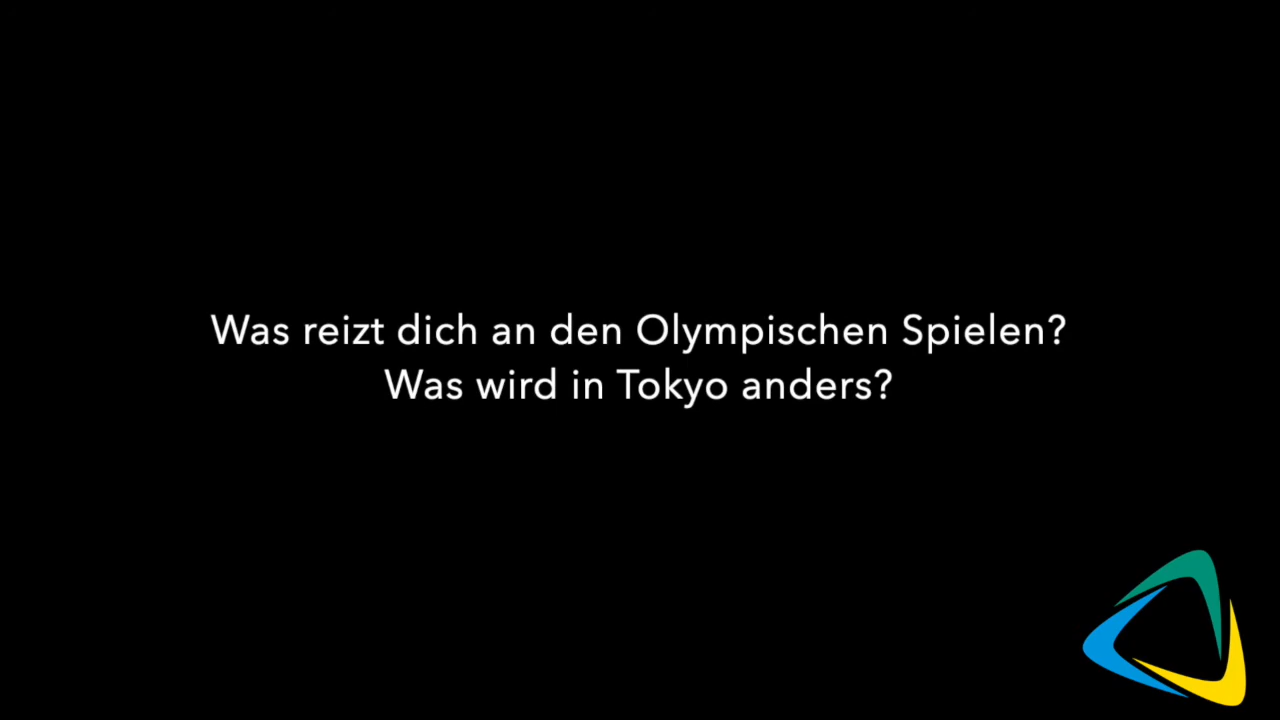 Was reizt dich an den Olympischen Spielen?
Was wird in Tokyo anders?